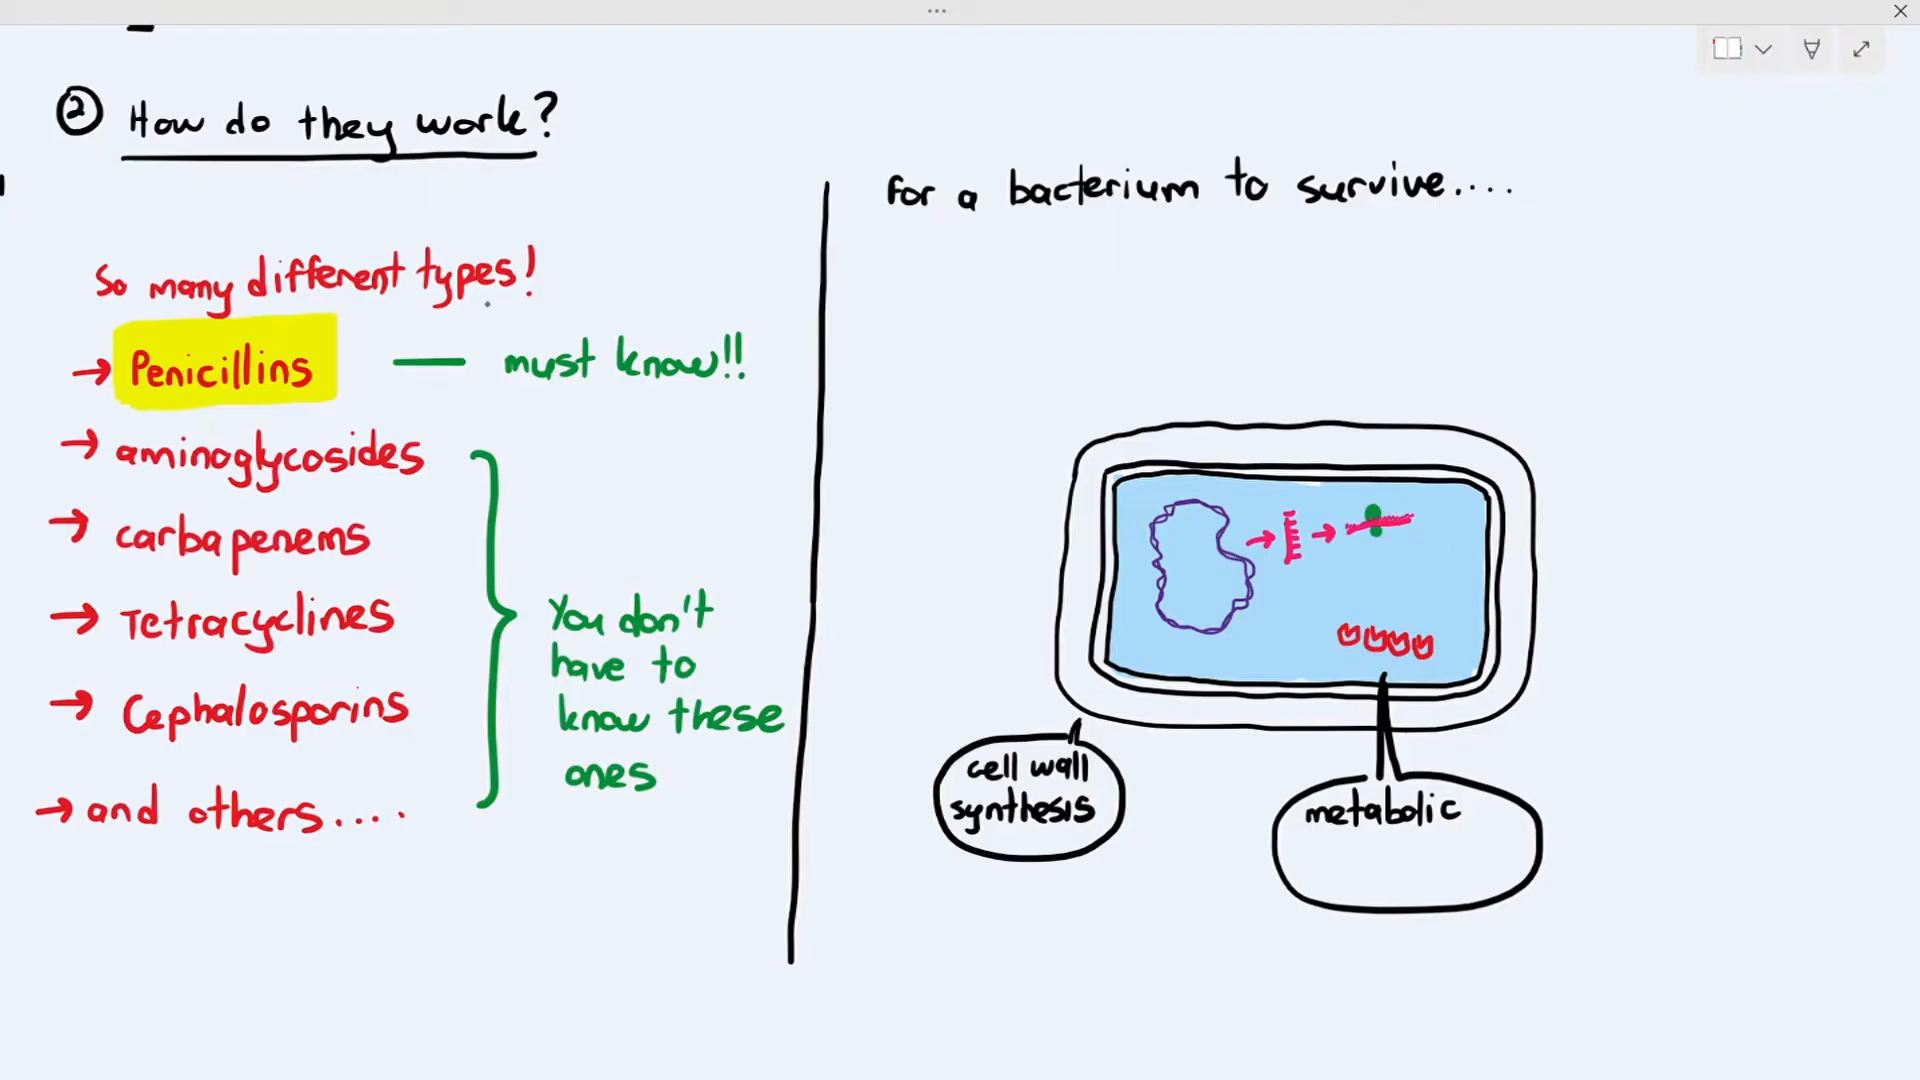 ② How do they work?
So many different types!
→ Penicillins — must know!!
→ aminoglycosides
→ carbapenems
→ Tetracyclines
→ Cephalosporins
→ and others....
You don't
have to
know these
ones
For a bacterium to survive....
cell wall
synthesis
metabolic